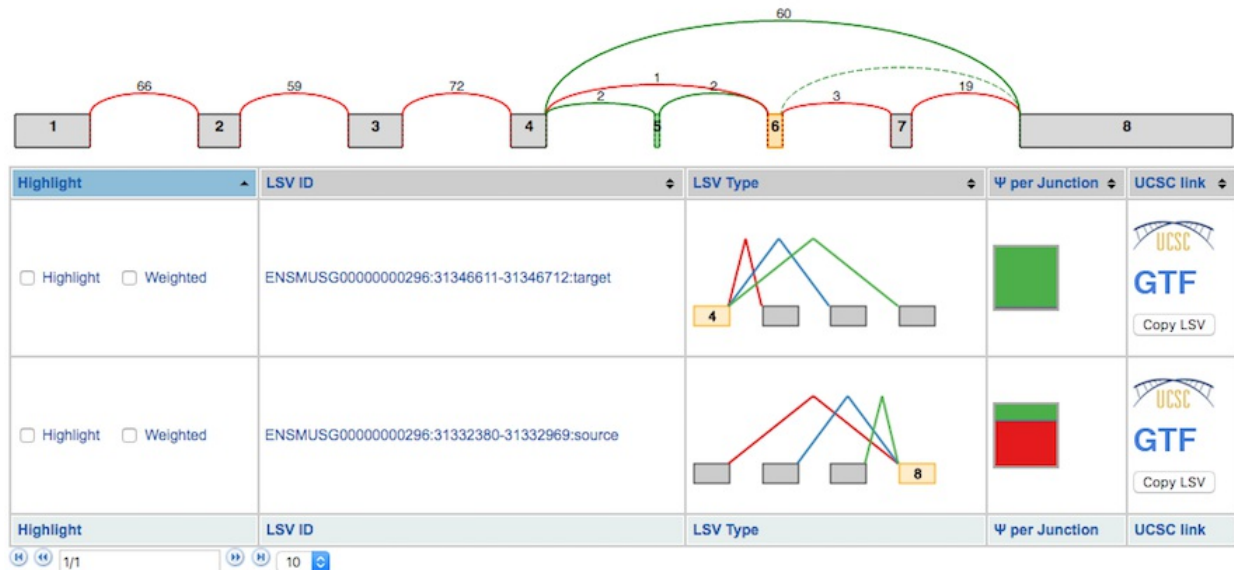 60
66 59 72 1 19
2 2 3
1 2 3 4 5 6 7 8
Highlight LSV ID LSV Type Ψ per Junction UCSC link
UCSC
Highlight Weighted ENSMUSG00000000296:31346611-31346712:target GTF
4
Copy LSV
UCSC
Highlight Weighted ENSMUSG00000000296:31332380-31332969:source GTF
8
Copy LSV
Highlight LSV ID LSV Type Ψ per Junction UCSC link
1/1 10